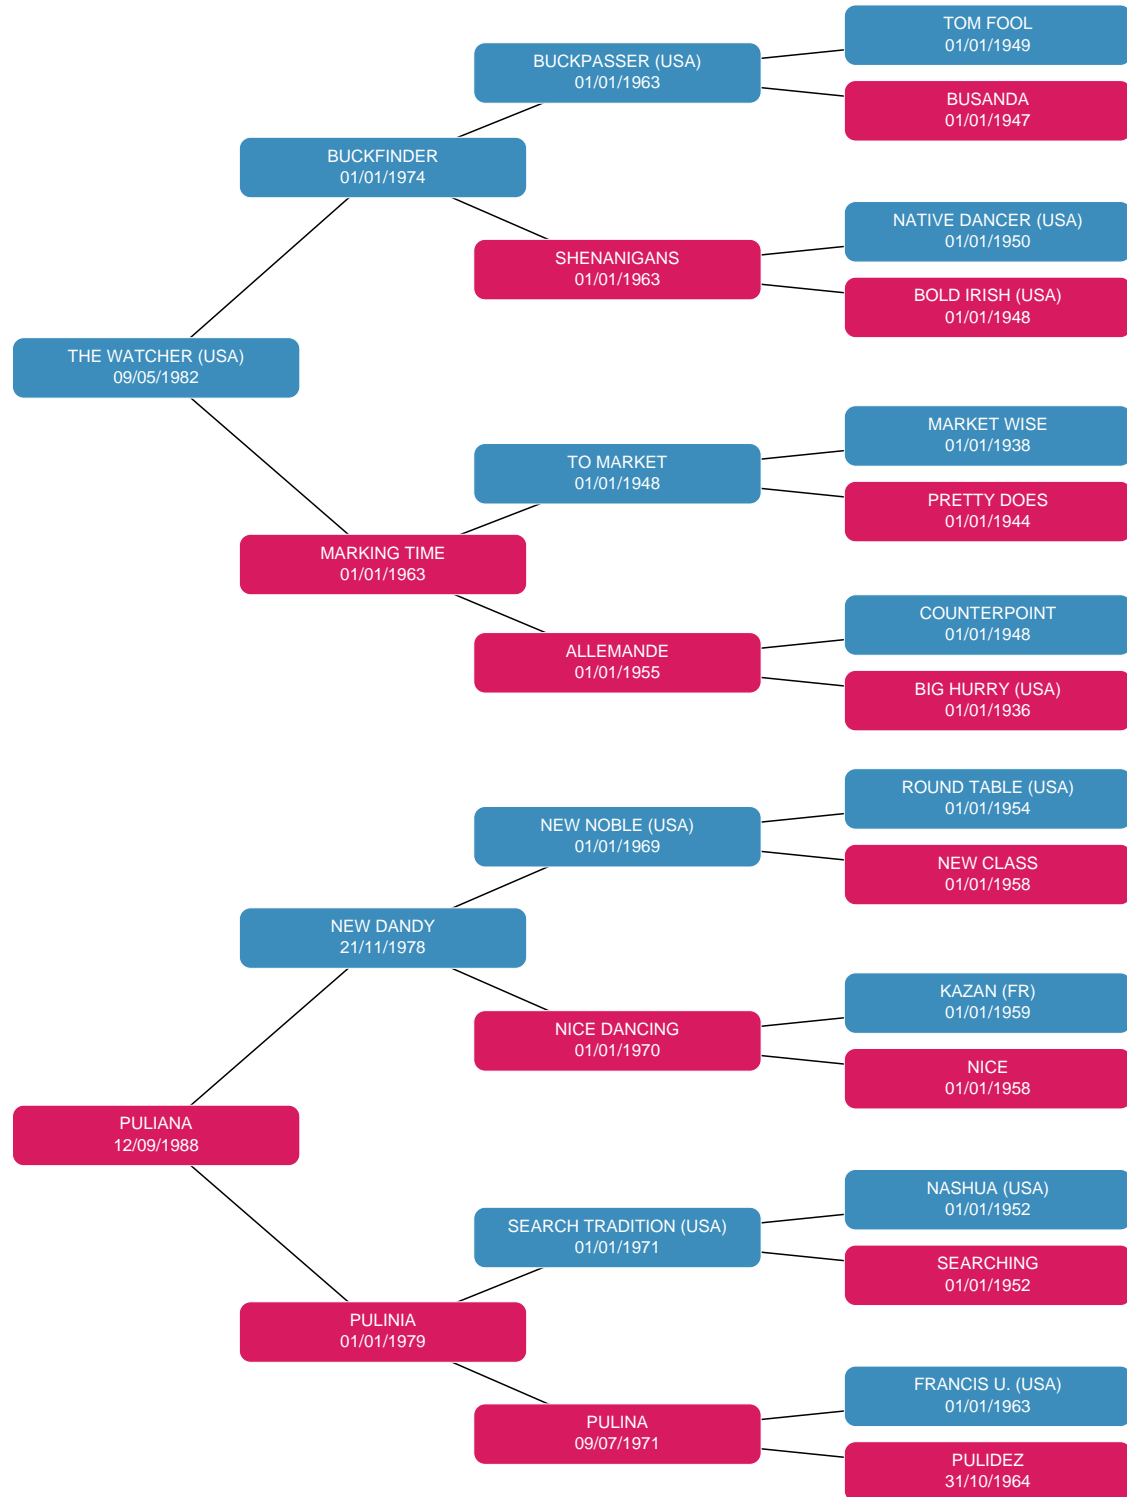 TOM FOOL
01/01/1949
BUCKPASSER (USA)
01/01/1963
BUSANDA
01/01/1947
BUCKFINDER
01/01/1974
NATIVE DANCER (USA)
01/01/1950
SHENANIGANS
01/01/1963
BOLD IRISH (USA)
01/01/1948
THE WATCHER (USA)
09/05/1982
MARKET WISE
01/01/1938
TO MARKET
01/01/1948
PRETTY DOES
01/01/1944
MARKING TIME
01/01/1963
COUNTERPOINT
01/01/1948
ALLEMANDE
01/01/1955
BIG HURRY (USA)
01/01/1936
ROUND TABLE (USA)
01/01/1954
NEW NOBLE (USA)
01/01/1969
NEW CLASS
01/01/1958
NEW DANDY
21/11/1978
KAZAN (FR)
01/01/1959
NICE DANCING
01/01/1970
NICE
01/01/1958
PULIANA
12/09/1988
NASHUA (USA)
01/01/1952
SEARCH TRADITION (USA)
01/01/1971
SEARCHING
01/01/1952
PULINIA
01/01/1979
FRANCIS U. (USA)
01/01/1963
PULINA
09/07/1971
PULIDEZ
31/10/1964